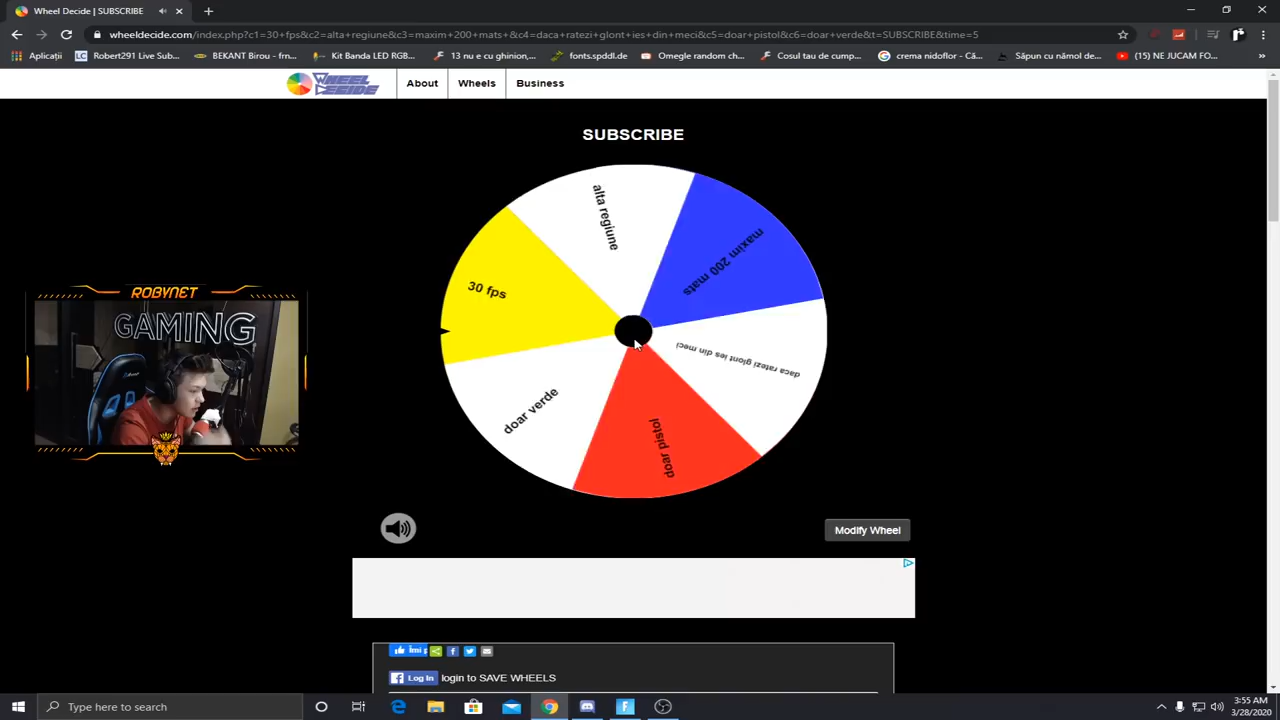 Wheel Decide | SUBSCRIBE
wheeldecide.com/index.php?c1=30 fps&c2=alta regiune&c3=maxim 200 mats &c4=daca ratezi glont ies din meci&c5=doar pistol&c6=doar verde&t=SUBSCRIBE&time=5
Aplicații LC Robert291 Live Sub... BEKANT Birou - frn... Kit Banda LED RGB... 13 nu e cu ghinion,... fonts.spddl.de Omegle random ch... Cosul tau de cump... crema nidoflor - Că... Săpun cu nămol de... (15) NE JUCAM FO... »
WHEEL DECIDE About Wheels Business
SUBSCRIBE
alta regiune
maxim 200 mats
30 fps
daca ratezi glont ies din meci
doar verde
doar pistol
ROBYNET
GAMING
Modify Wheel
Log In login to SAVE WHEELS
Type here to search
3:55 AM
3/28/2020